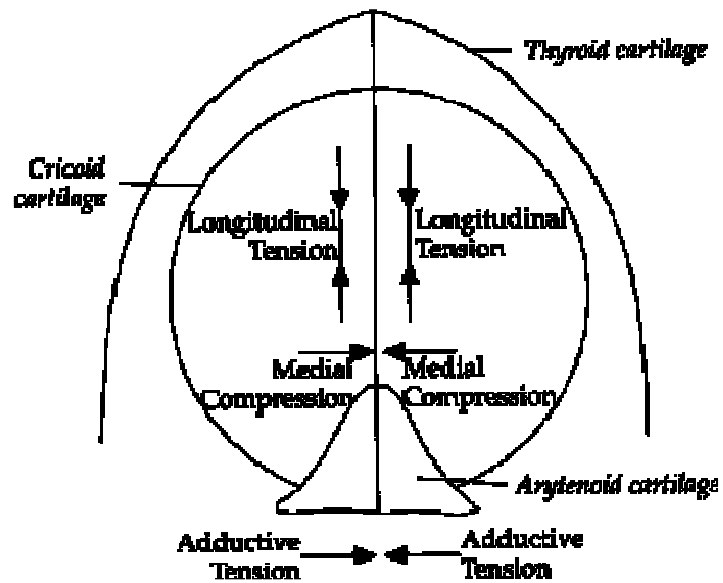 Thyroid cartilage
Cricoid
cartilage
Longitudinal
Tension
Longitudinal
Tension
Medial
Compression
Medial
Compression
Arytenoid cartilage
Adductive
Tension
Adductive
Tension